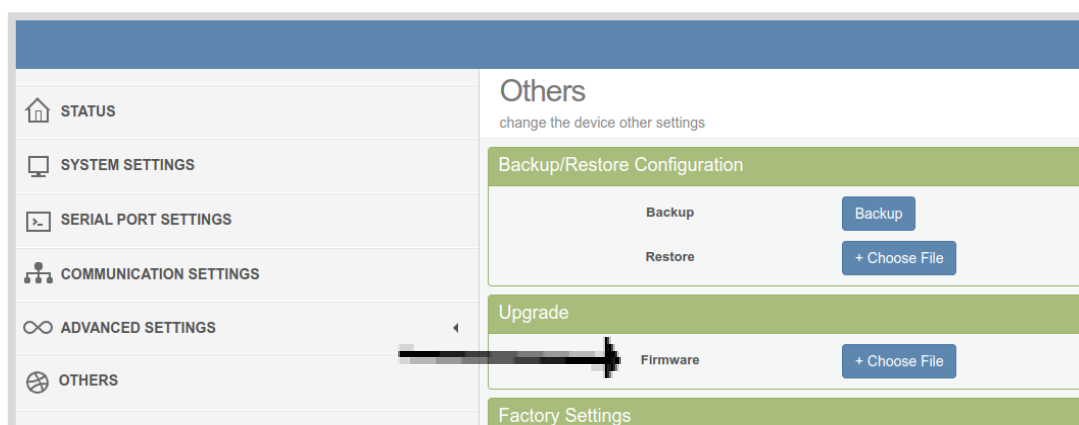 STATUS
SYSTEM SETTINGS
SERIAL PORT SETTINGS
COMMUNICATION SETTINGS
ADVANCED SETTINGS
OTHERS
Others
change the device other settings
Backup/Restore Configuration
Backup Backup
Restore + Choose File
Upgrade
Firmware + Choose File
Factory Settings